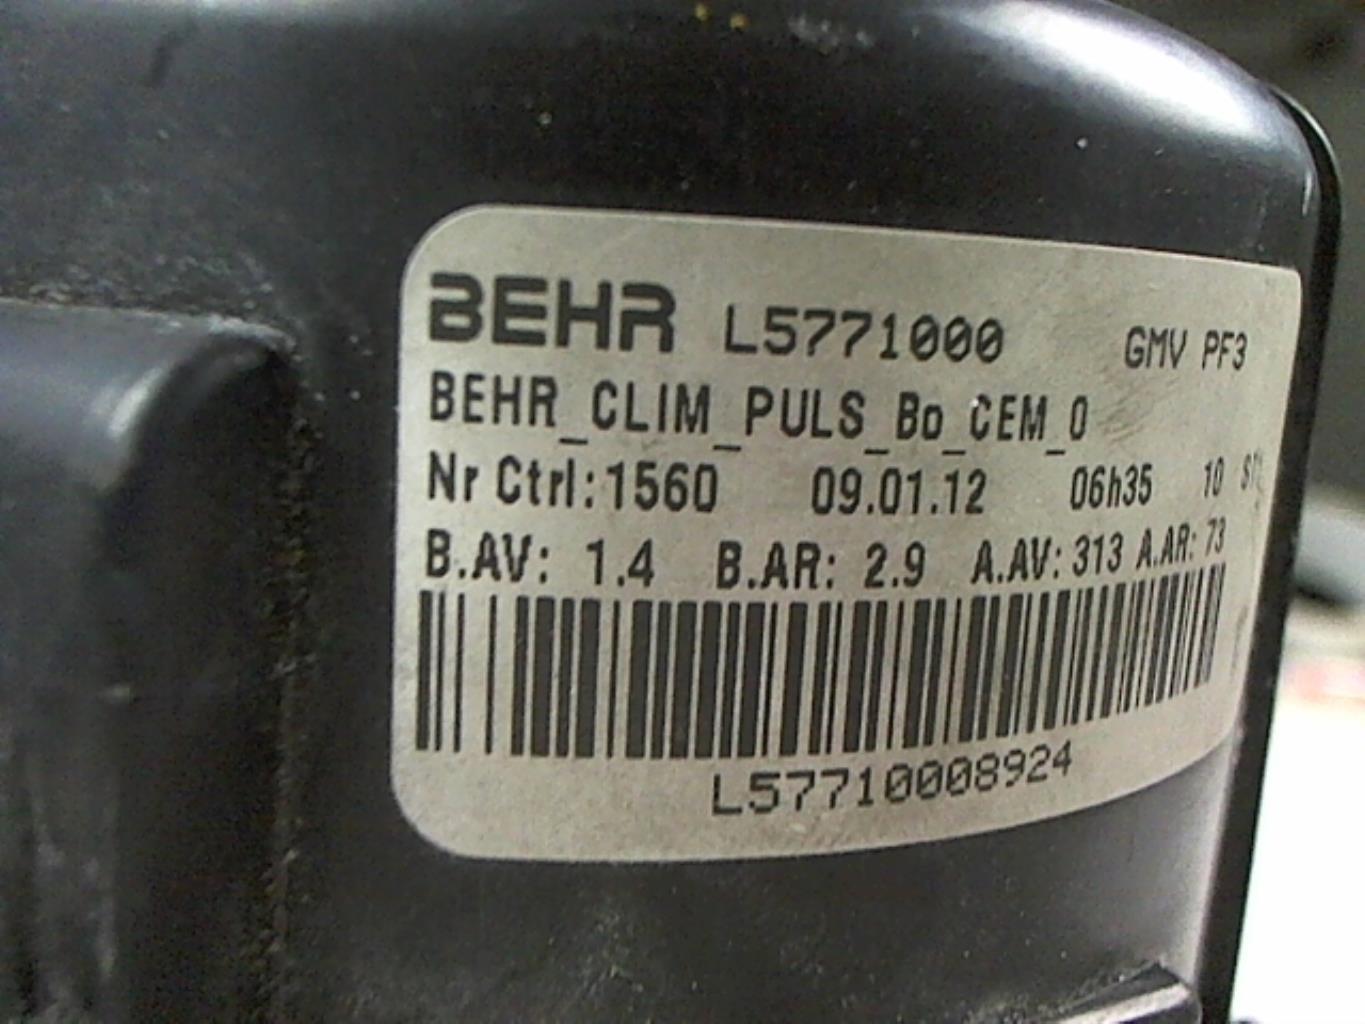 BEHR L5771000 GMV PF3
BEHR_CLIM_PULS_Bo_CEM_0
Nr Ctrl:1560 09.01.12 06h35 10
B.AV: 1.4 B.AR: 2.9 A.AV: 313 A.AR: 73
L57710008924